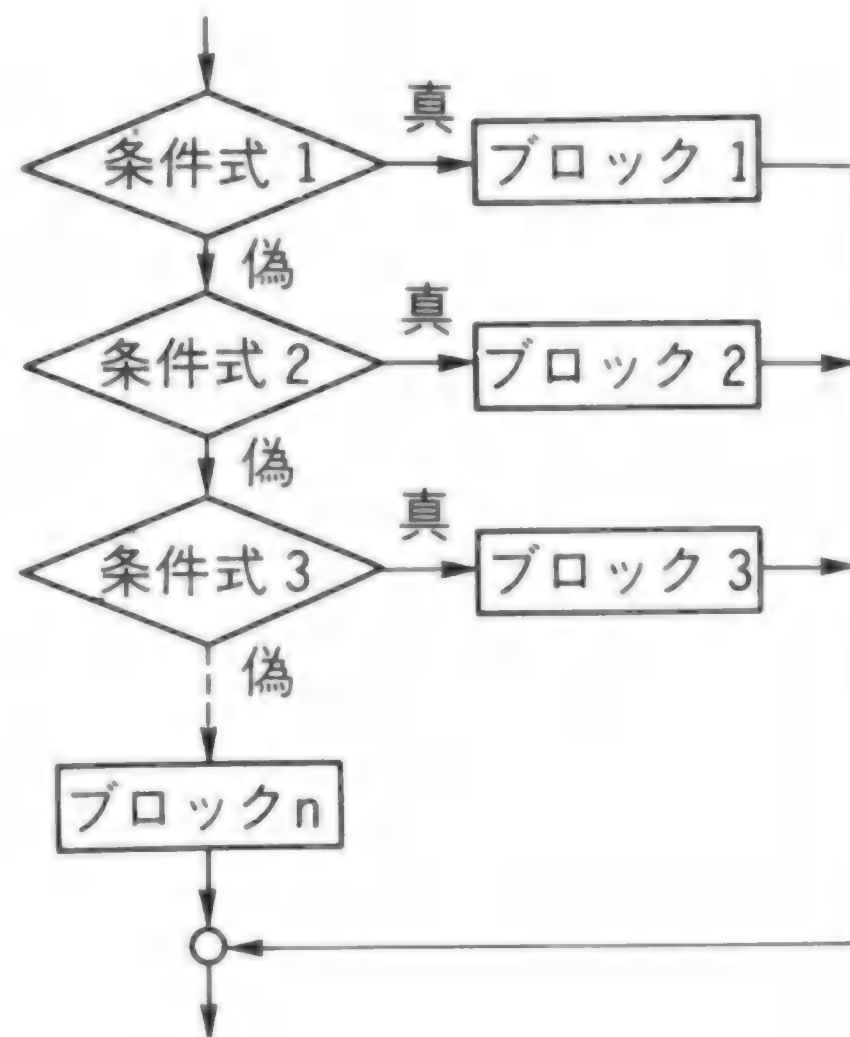 真
条件式 1 ブロック 1
偽
真
条件式 2 ブロック 2
偽
真
条件式 3 ブロック 3
偽
ブロックn